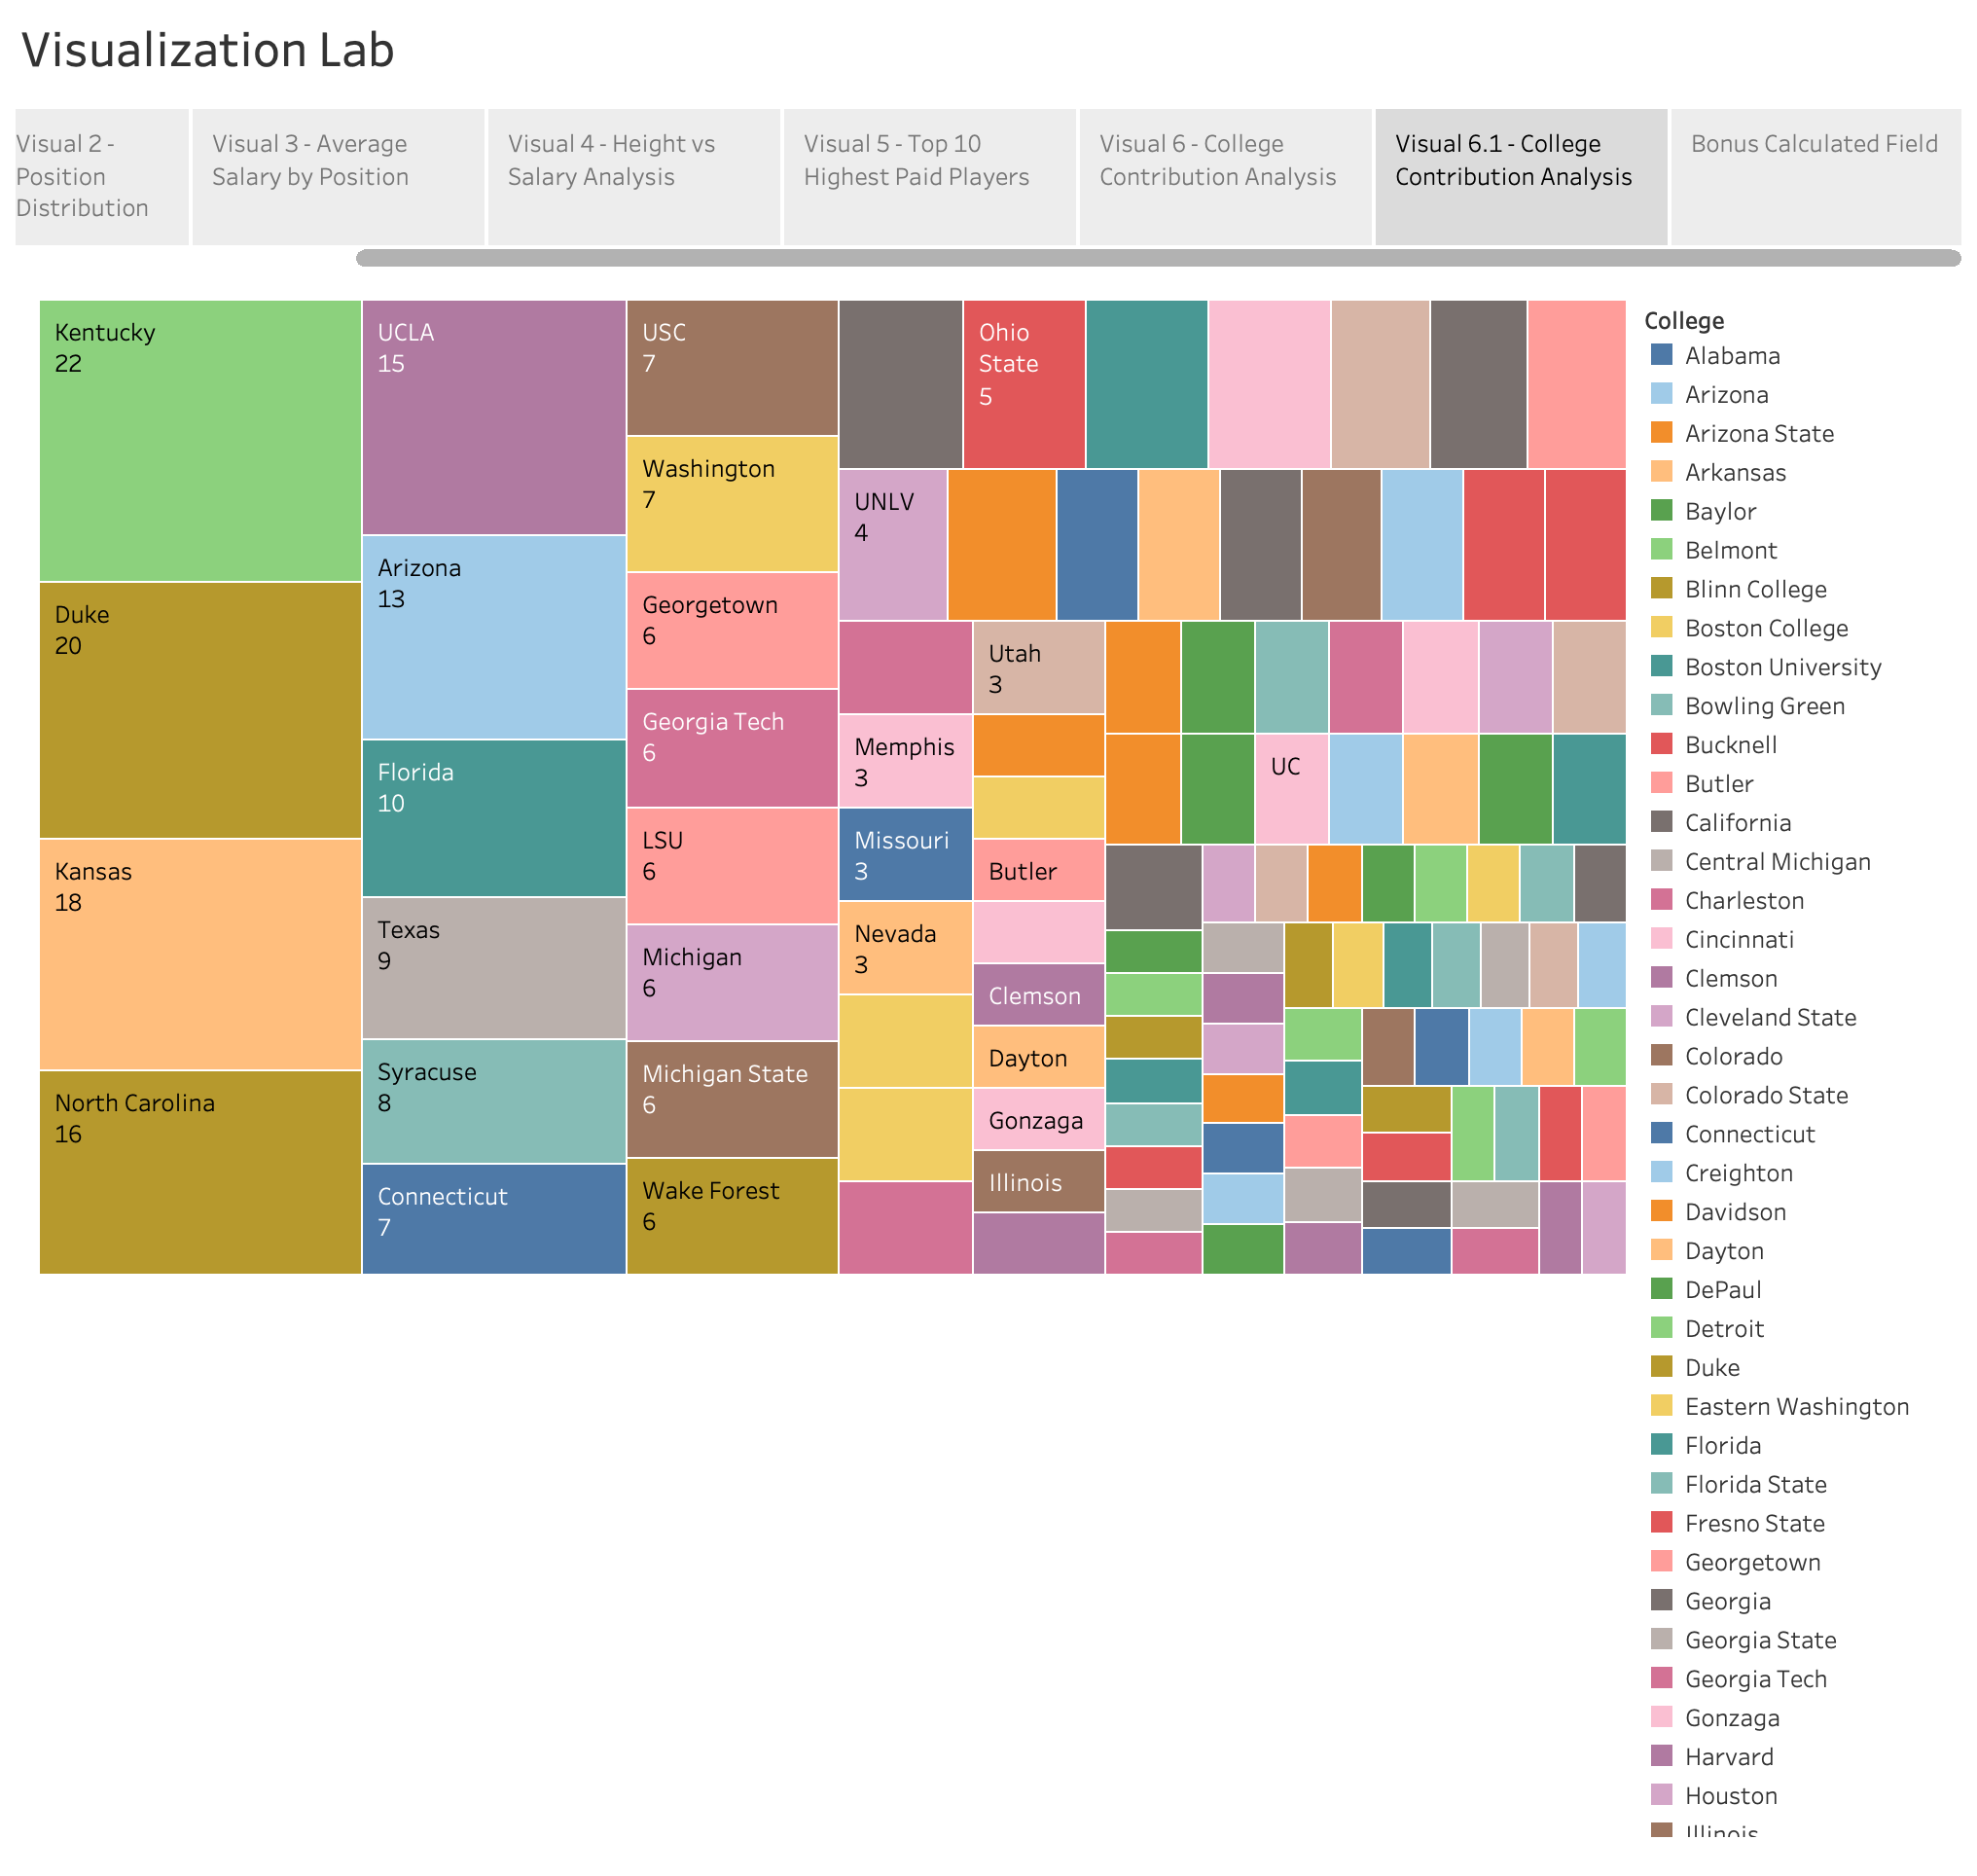 Visualization Lab
Visual 2 -
Position
Distribution
Visual 3 - Average
Salary by Position
Visual 4 - Height vs
Salary Analysis
Visual 5 - Top 10
Highest Paid Players
Visual 6 - College
Contribution Analysis
Visual 6.1 - College
Contribution Analysis
Bonus Calculated Field
Kentucky
22
Duke
20
Kansas
18
North Carolina
16
UCLA
15
Arizona
13
Florida
10
Texas
9
Syracuse
8
Connecticut
7
USC
7
Washington
7
Georgetown
6
Georgia Tech
6
LSU
6
Michigan
6
Michigan State
6
Wake Forest
6
Ohio
State
5
UNLV
4
Memphis
3
Missouri
3
Nevada
3
Utah
3
Butler
Clemson
Dayton
Gonzaga
Illinois
UC
College
Alabama
Arizona
Arizona State
Arkansas
Baylor
Belmont
Blinn College
Boston College
Boston University
Bowling Green
Bucknell
Butler
California
Central Michigan
Charleston
Cincinnati
Clemson
Cleveland State
Colorado
Colorado State
Connecticut
Creighton
Davidson
Dayton
DePaul
Detroit
Duke
Eastern Washington
Florida
Florida State
Fresno State
Georgetown
Georgia
Georgia State
Georgia Tech
Gonzaga
Harvard
Houston
Illinois